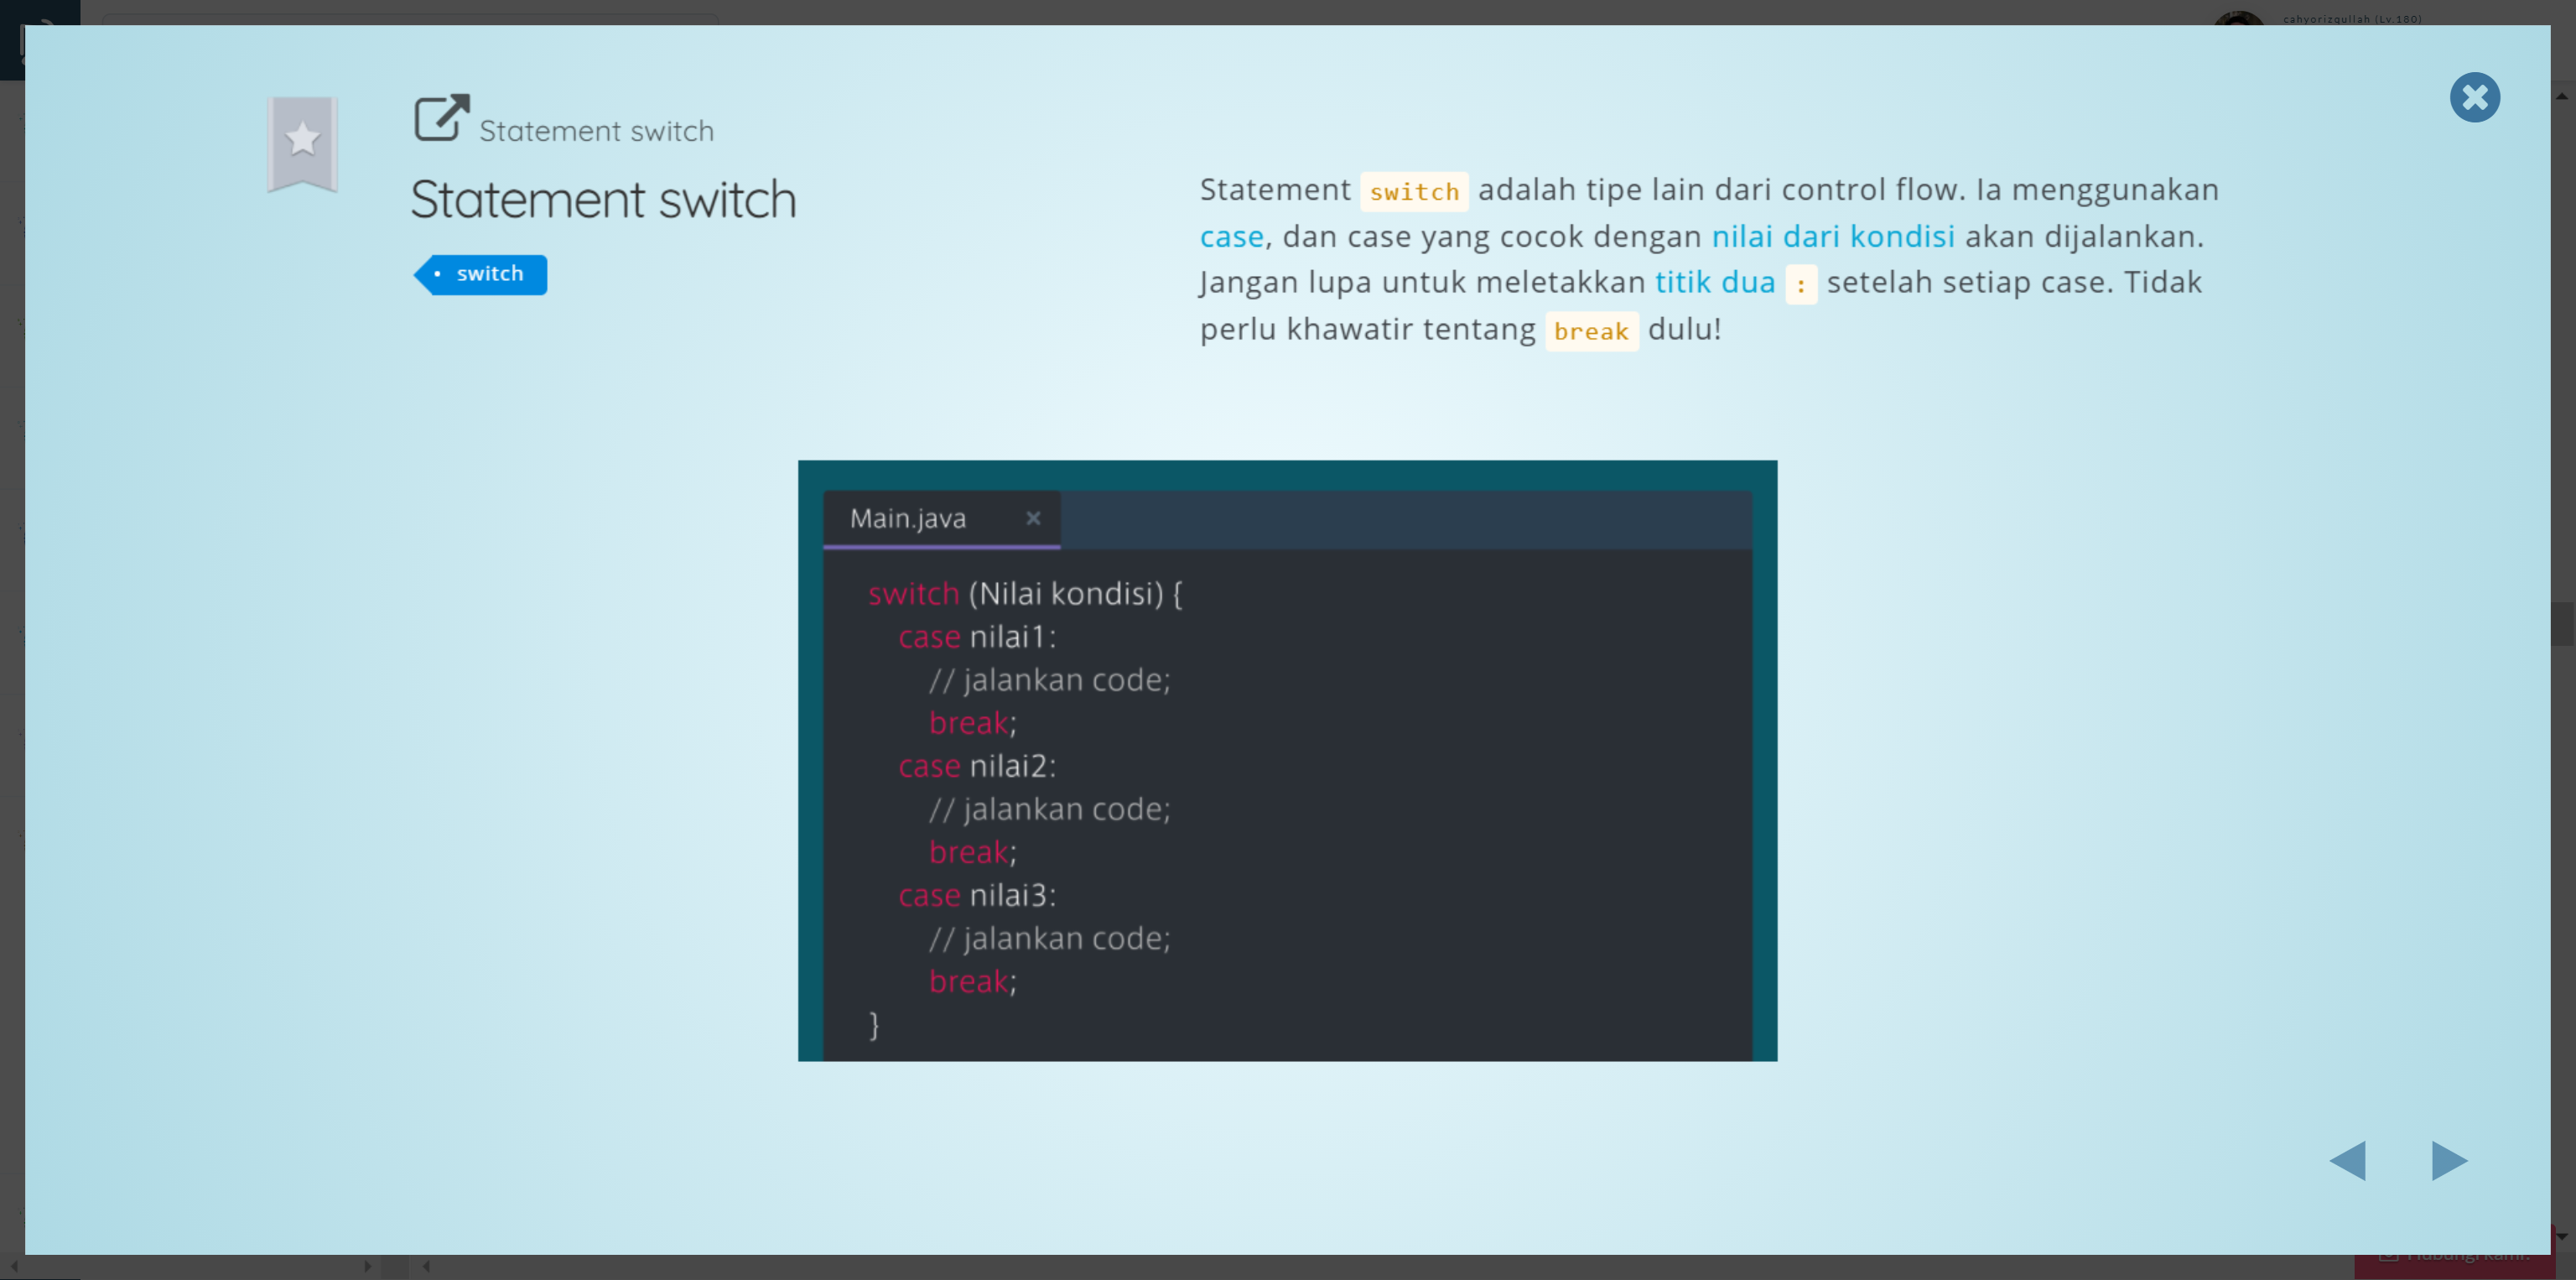 cahyorizqullah (Lv.180)
Statement switch
Statement switch
switch
Statement switch adalah tipe lain dari control flow. Ia menggunakan
case, dan case yang cocok dengan nilai dari kondisi akan dijalankan.
Jangan lupa untuk meletakkan titik dua : setelah setiap case. Tidak
perlu khawatir tentang break dulu!
Main.java
switch (Nilai kondisi) {
case nilai1:
// jalankan code;
break;
case nilai2:
// jalankan code;
break;
case nilai3:
// jalankan code;
break;
}
Hubungi kami!